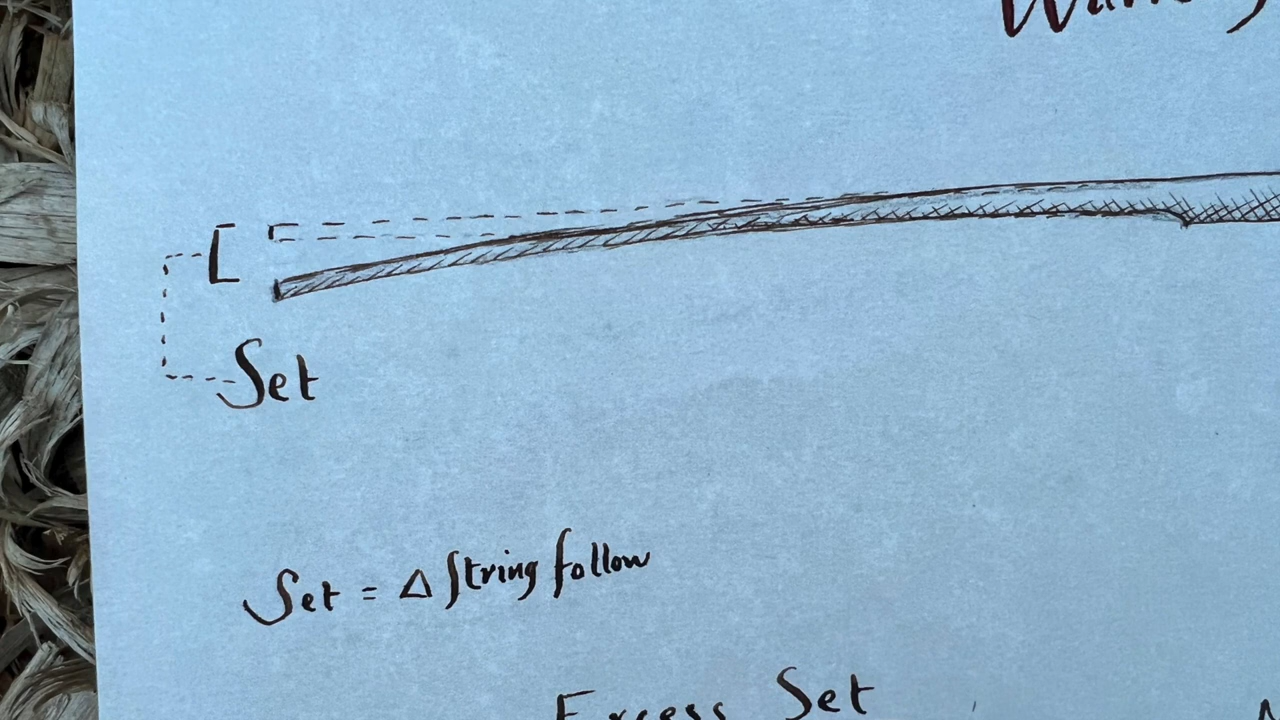 Set
Set = Δ String follow
Excess Set